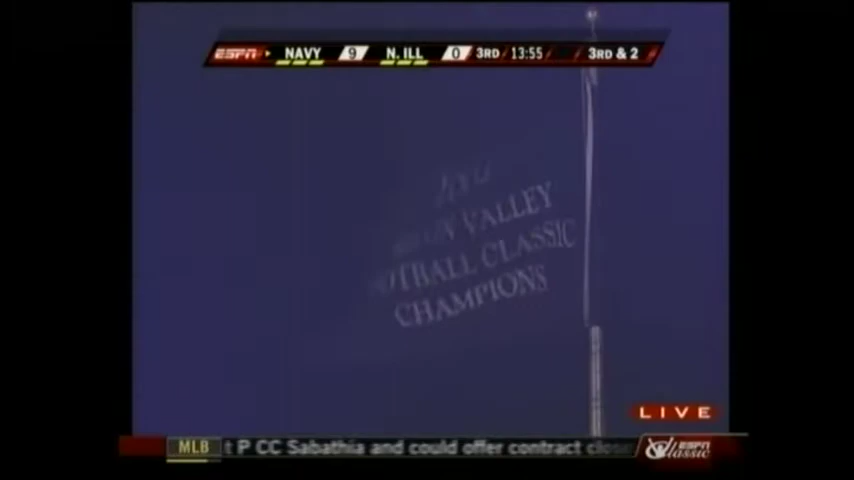 ESPN NAVY 9 N. ILL 0 3RD 13:55 3RD & 2
VALLEY
FOOTBALL CLASSIC
CHAMPIONS
LIVE
MLB t P CC Sabathia and could offer contract clos
ESPN Classic